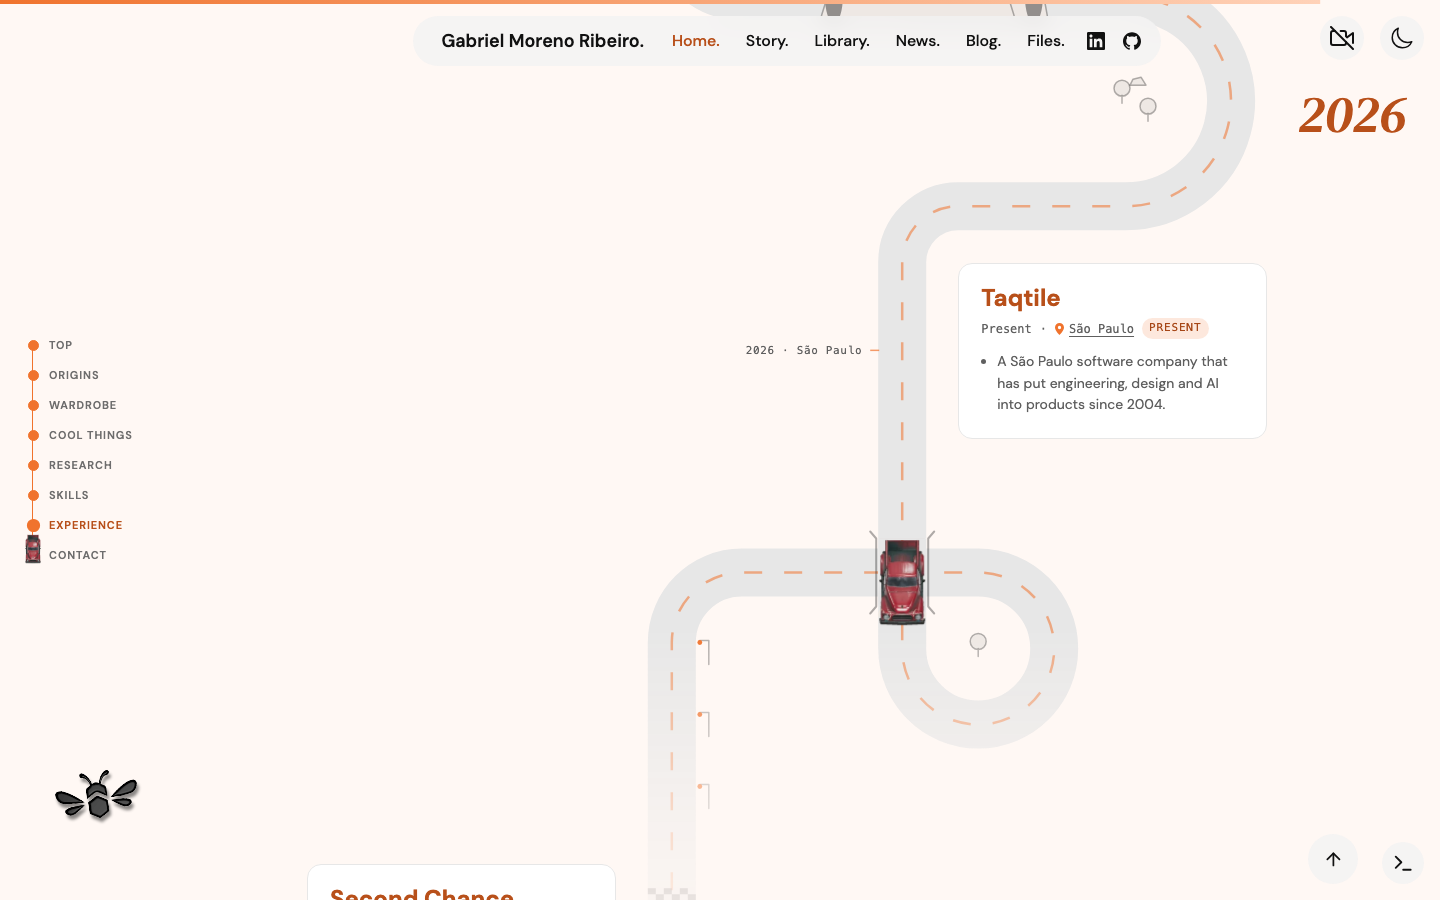 Gabriel Moreno Ribeiro.
Home.
Story.
Library.
News.
Blog.
Files.
2026
Taqtile
Present · São Paulo PRESENT
2026 · São Paulo
A São Paulo software company that
has put engineering, design and AI
into products since 2004.
TOP
ORIGINS
WARDROBE
COOL THINGS
RESEARCH
SKILLS
EXPERIENCE
CONTACT
Second Chance